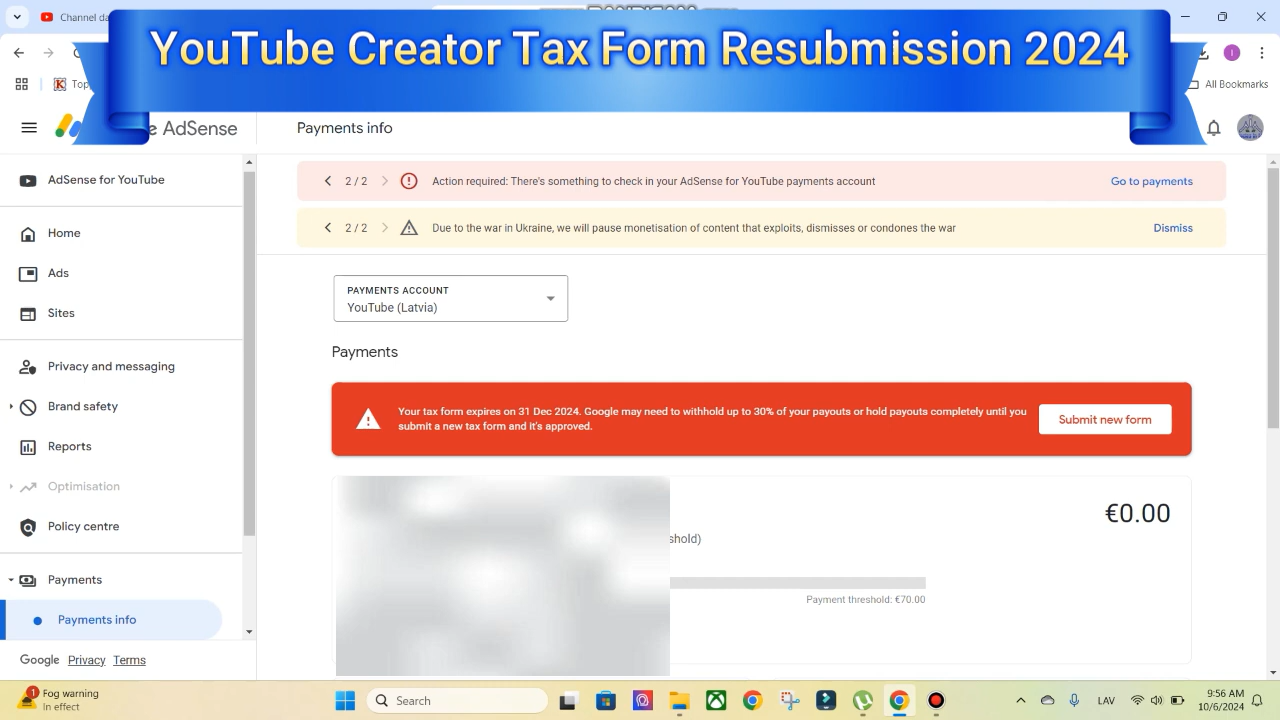 Channel da
YouTube Creator Tax Form Resubmission 2024
Top
All Bookmarks
e AdSense
Payments info
AdSense for YouTube
Home
Ads
Sites
Privacy and messaging
Brand safety
Reports
Optimisation
Policy centre
Payments
Payments info
Google Privacy Terms
2 / 2
Action required: There's something to check in your AdSense for YouTube payments account
Go to payments
2 / 2
Due to the war in Ukraine, we will pause monetisation of content that exploits, dismisses or condones the war
Dismiss
PAYMENTS ACCOUNT
YouTube (Latvia)
Payments
Your tax form expires on 31 Dec 2024. Google may need to withhold up to 30% of your payouts or hold payouts completely until you
submit a new tax form and it's approved.
Submit new form
€0.00
shold)
Payment threshold: €70.00
1
Fog warning
In effect
Search
LAV
9:56 AM
10/6/2024